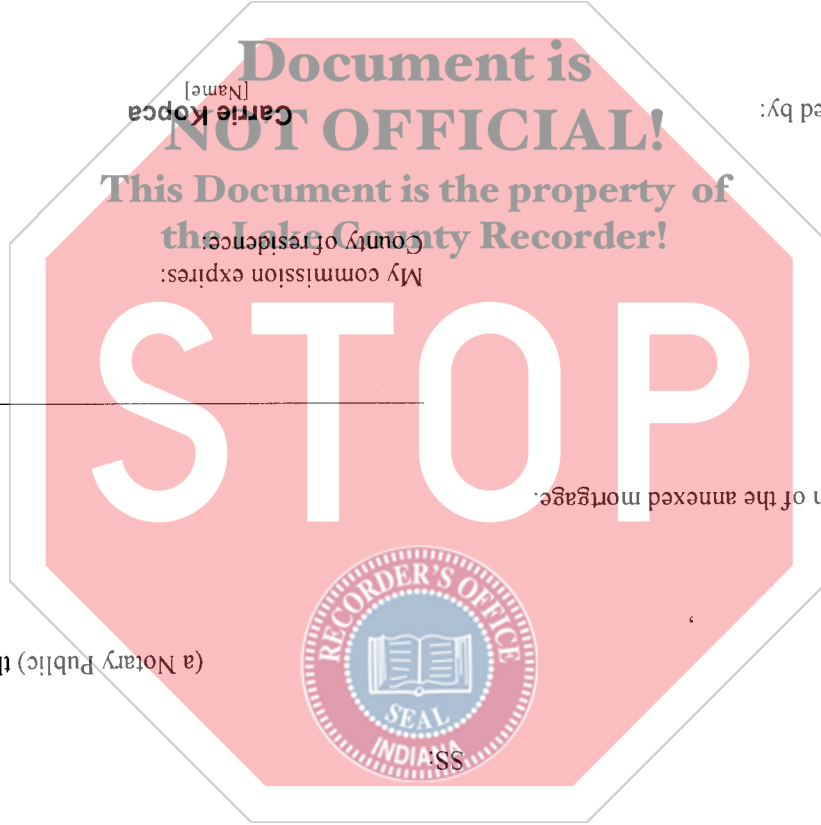 Document is
NOT OFFICIAL!
This Document is the property of
the Lake County Recorder!
STOP
RECORDER'S OFFICE
SEAL
INDIANA
SS:
(a Notary Public)
of the annexed mortgage.
My commission expires:
County of residence:
Carrie Kopca
[Name]
by: